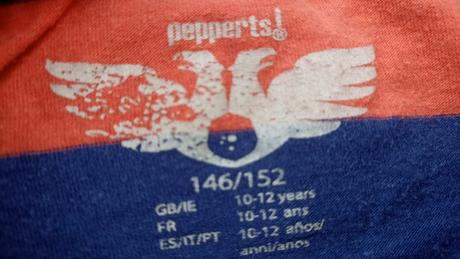 pepperts!
146/152
GB/IE 10-12 years
FR 10-12 ans
ES/IT/PT 10-12 años/
anni/anos